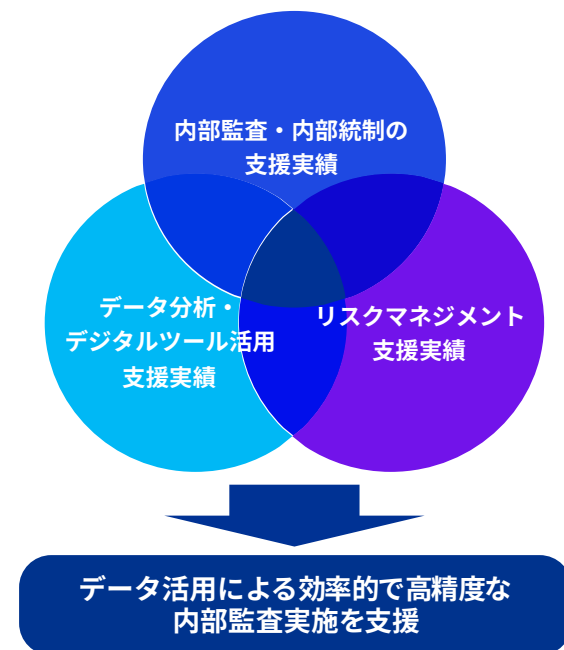 内部監査・内部統制の
支援実績
データ分析・
デジタルツール活用
支援実績
リスクマネジメント
支援実績
データ活用による効率的で高精度な
内部監査実施を支援